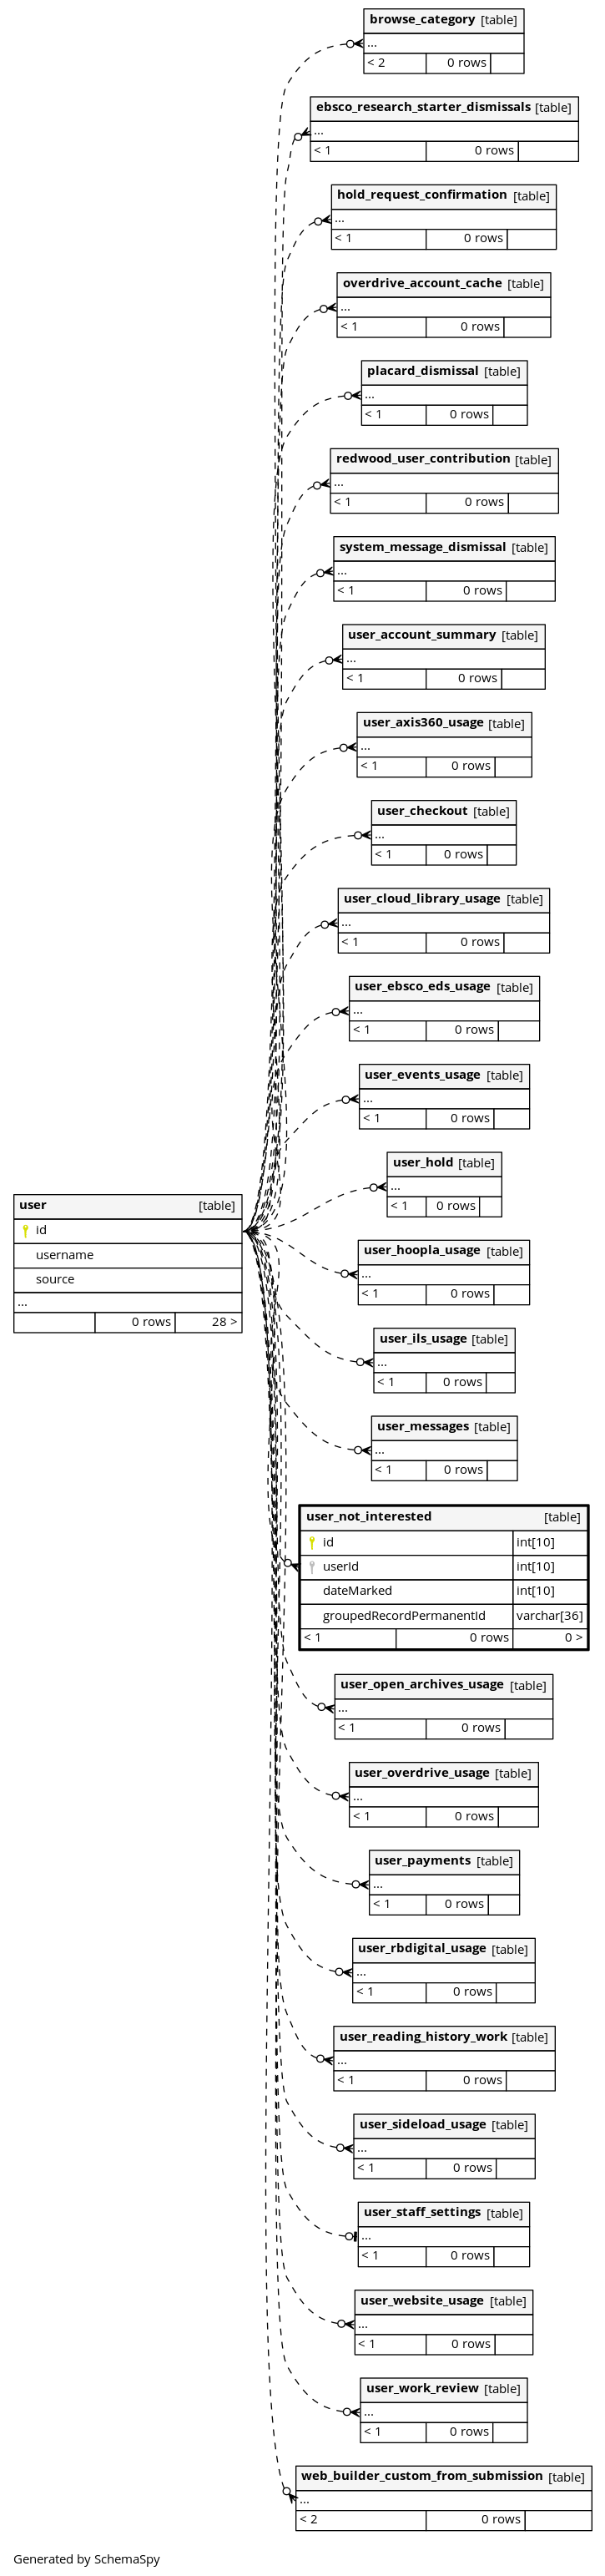 browse_category [table]
...
< 2 0 rows
ebsco_research_starter_dismissals [table]
...
< 1 0 rows
hold_request_confirmation [table]
...
< 1 0 rows
overdrive_account_cache [table]
...
< 1 0 rows
placard_dismissal [table]
...
< 1 0 rows
redwood_user_contribution [table]
...
< 1 0 rows
system_message_dismissal [table]
...
< 1 0 rows
user_account_summary [table]
...
< 1 0 rows
user_axis360_usage [table]
...
< 1 0 rows
user_checkout [table]
...
< 1 0 rows
user_cloud_library_usage [table]
...
< 1 0 rows
user_ebsco_eds_usage [table]
...
< 1 0 rows
user_events_usage [table]
...
< 1 0 rows
user_hold [table]
...
< 1 0 rows
user [table]
id
username
source
...
0 rows 28 >
user_hoopla_usage [table]
...
< 1 0 rows
user_ils_usage [table]
...
< 1 0 rows
user_messages [table]
...
< 1 0 rows
user_not_interested [table]
id int[10]
userId int[10]
dateMarked int[10]
groupedRecordPermanentId varchar[36]
< 1 0 rows 0 >
user_open_archives_usage [table]
...
< 1 0 rows
user_overdrive_usage [table]
...
< 1 0 rows
user_payments [table]
...
< 1 0 rows
user_rbdigital_usage [table]
...
< 1 0 rows
user_reading_history_work [table]
...
< 1 0 rows
user_sideload_usage [table]
...
< 1 0 rows
user_staff_settings [table]
...
< 1 0 rows
user_website_usage [table]
...
< 1 0 rows
user_work_review [table]
...
< 1 0 rows
web_builder_custom_from_submission [table]
...
< 2 0 rows
Generated by SchemaSpy